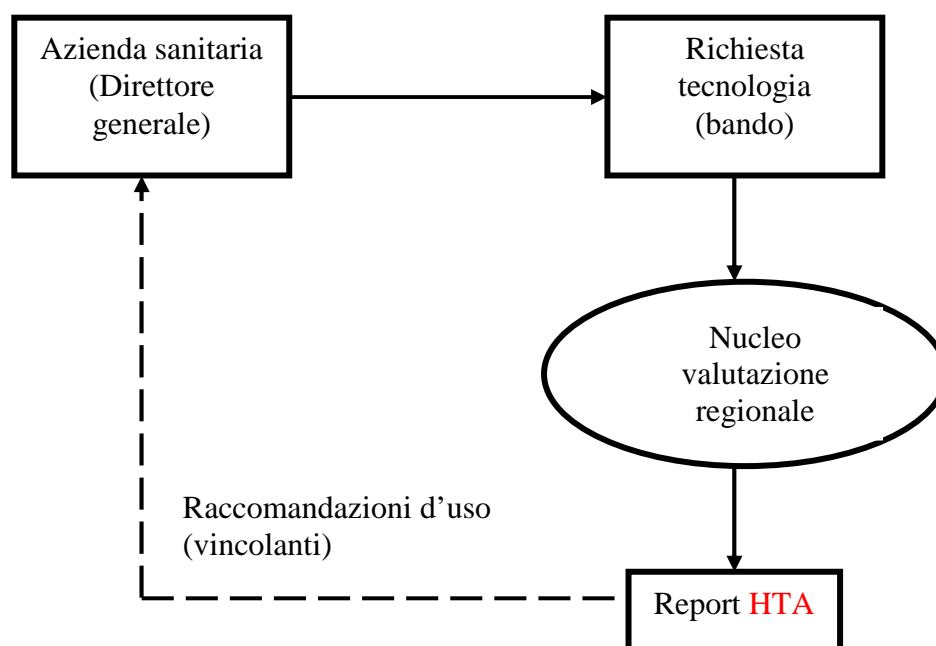 Azienda sanitaria
(Direttore
generale)
Richiesta
tecnologia
(bando)
Nucleo
valutazione
regionale
Raccomandazioni d’uso
(vincolanti)
Report HTA